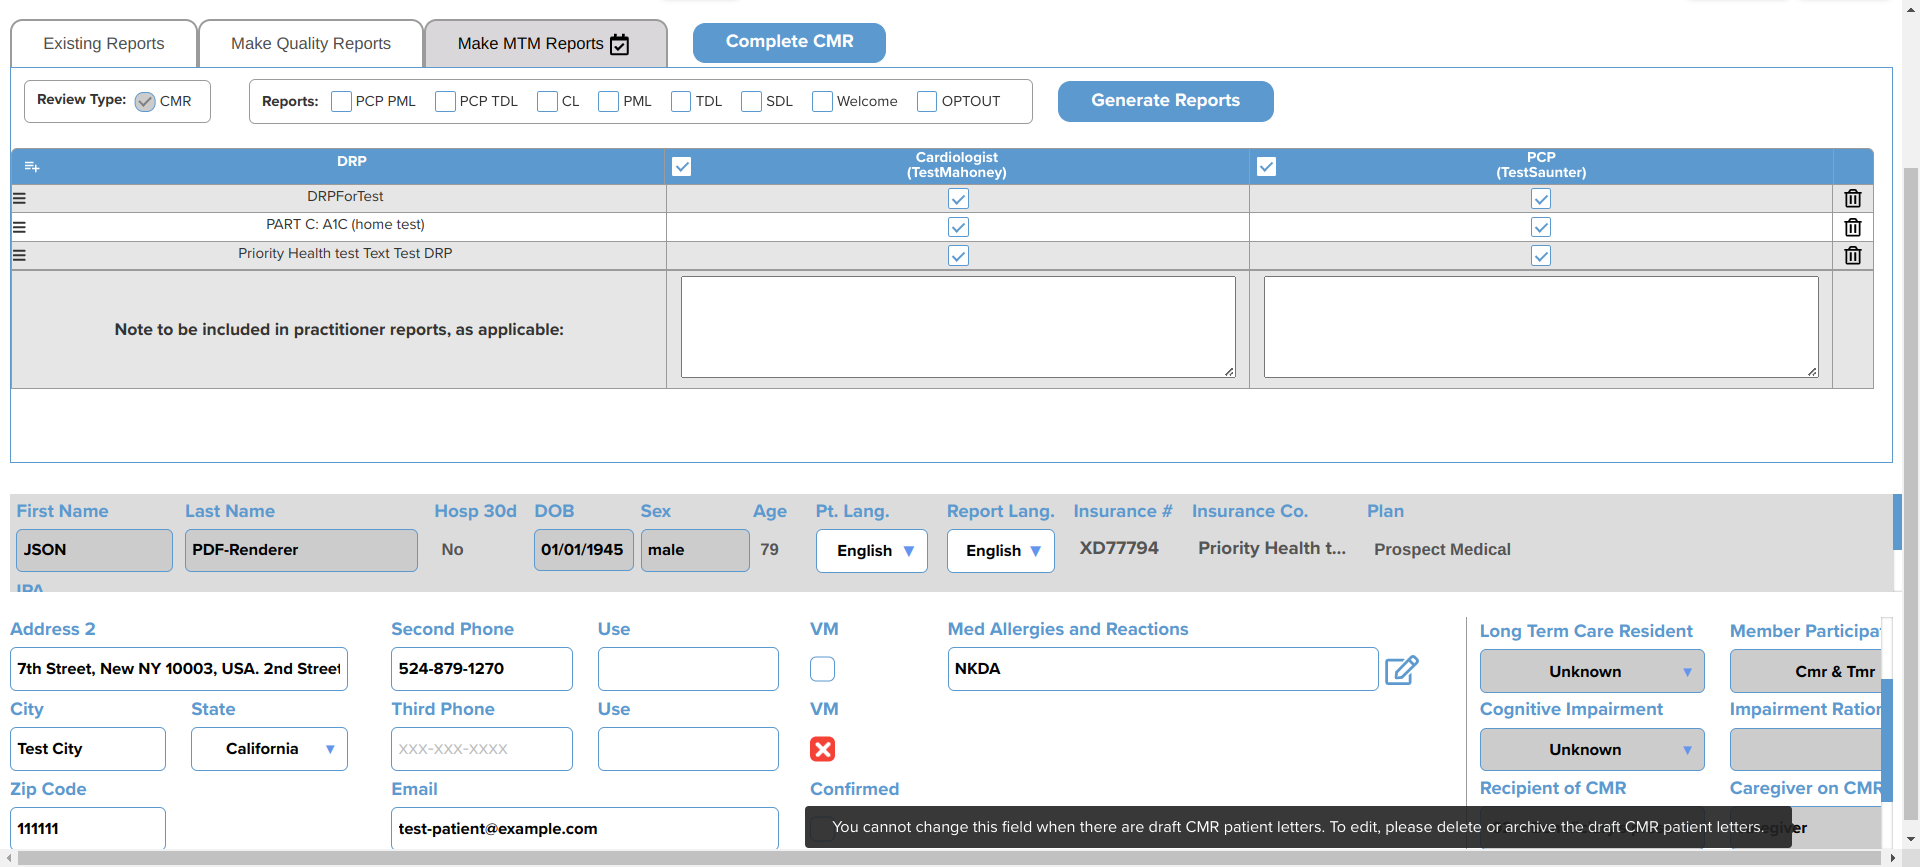 Existing Reports
Make Quality Reports
Make MTM Reports
Complete CMR
Review Type: CMR
Reports: PCP PML PCP TDL CL PML TDL SDL Welcome OPTOUT
Generate Reports
DRP
Cardiologist
(TestMahoney)
PCP
(TestSaunter)
DRPForTest
PART C: A1C (home test)
Priority Health test Text Test DRP
Note to be included in practitioner reports, as applicable:
First Name Last Name Hosp 30d DOB Sex Age Pt. Lang. Report Lang. Insurance # Insurance Co. Plan
JSON PDF-Renderer No 01/01/1945 male 79 English English XD77794 Priority Health t... Prospect Medical
IPA
Address 2 Second Phone Use VM Med Allergies and Reactions Long Term Care Resident Member Participa
7th Street, New NY 10003, USA. 2nd Street 524-879-1270 NKDA Unknown Cmr & Tmr
City State Third Phone Use VM Cognitive Impairment Impairment Ration
Test City California xxx-xxx-xxxx Unknown
Zip Code Email Confirmed Recipient of CMR Caregiver on CMR
111111 test-patient@example.com
You cannot change this field when there are draft CMR patient letters. To edit, please delete or archive the draft CMR patient letters.